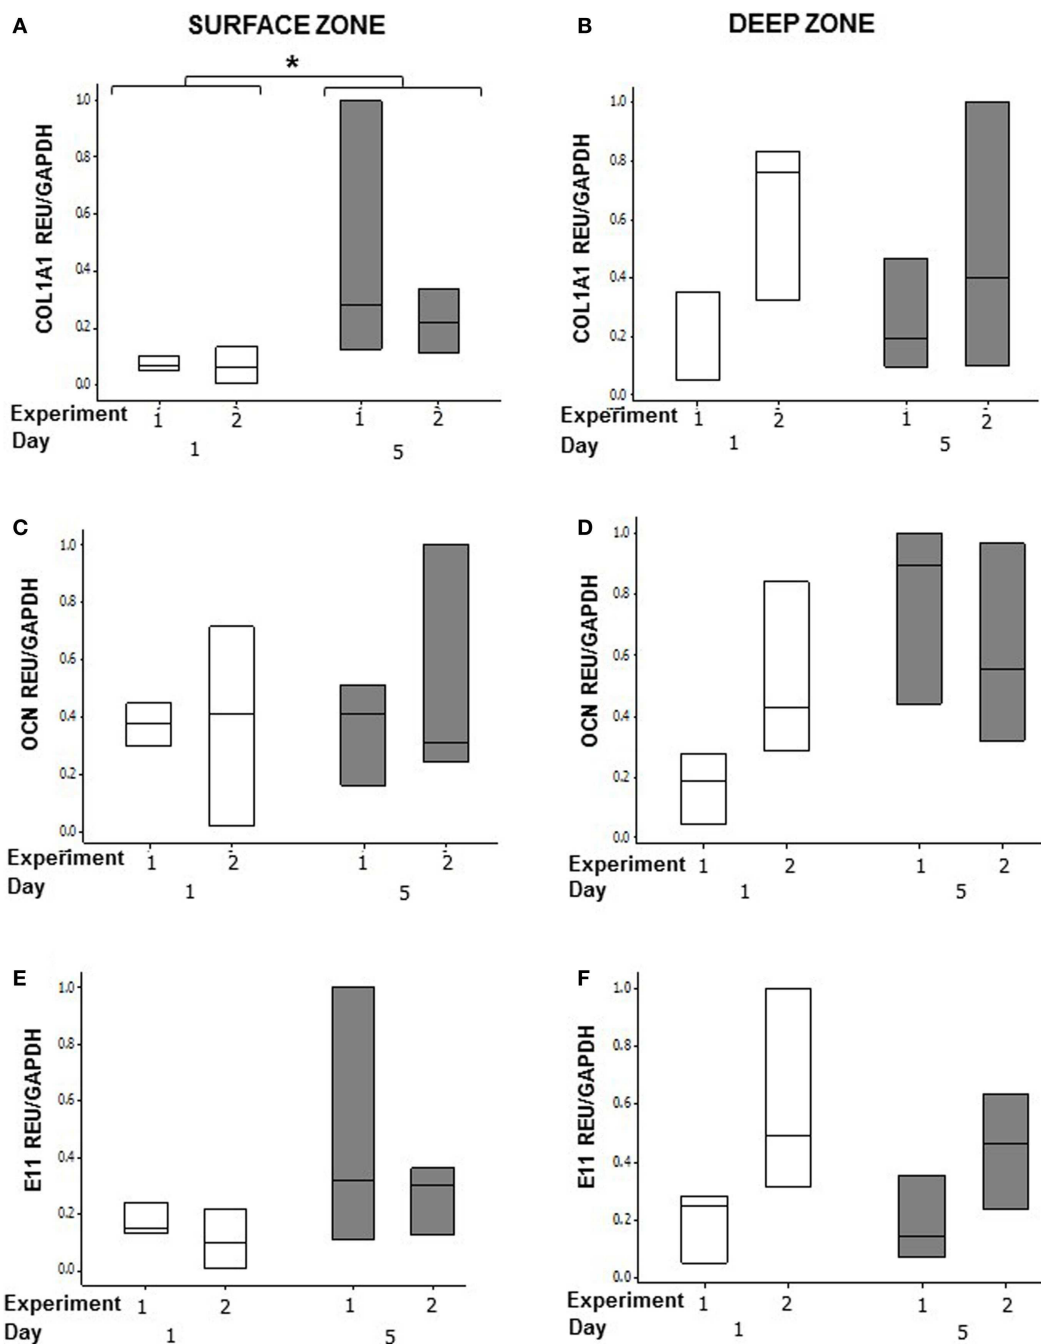 A SURFACE ZONE
*
COL1A1 REU/GAPDH
1.0
0.8
0.6
0.4
0.2
0.0
Experiment 1 2 1 2
Day 1 5
B DEEP ZONE
COL1A1 REU/GAPDH
1.0
0.8
0.6
0.4
0.2
0.0
Experiment 1 2 1 2
Day 1 5
C
OCN REU/GAPDH
1.0
0.8
0.6
0.4
0.2
0.0
Experiment 1 2 1 2
Day 1 5
D
OCN REU/GAPDH
1.0
0.8
0.6
0.4
0.2
0.0
Experiment 1 2 1 2
Day 1 5
E
E11 REU/GAPDH
1.0
0.8
0.6
0.4
0.2
0.0
Experiment 1 2 1 2
Day 1 5
F
E11 REU/GAPDH
1.0
0.8
0.6
0.4
0.2
0.0
Experiment 1 2 1 2
Day 1 5